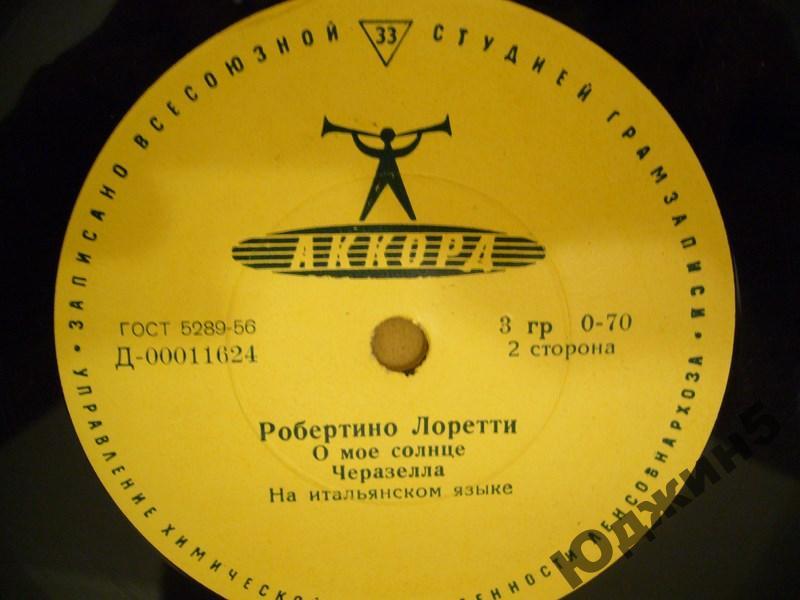 ЗАПИСАНО ВСЕСОЮЗНОЙ СТУДИЕЙ ГРАМЗАПИСИ
33
АККОРД
ГОСТ 5289-56
Д-00011624
3 гр 0-70
2 сторона
Робертино Лоретти
О мое солнце
Черазелла
На итальянском языке
УПРАВЛЕНИЕ ХИМИЧЕСКОЙ ЛЕНСОВНАРХОЗА
Юджин5